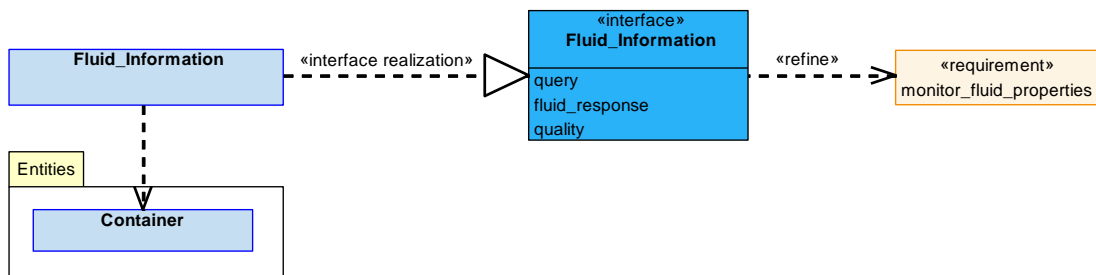 «interface»
Fluid_Information
Fluid_Information
«interface realization»
«refine»
«requirement»
monitor_fluid_properties
query
fluid_response
quality
Entities
Container